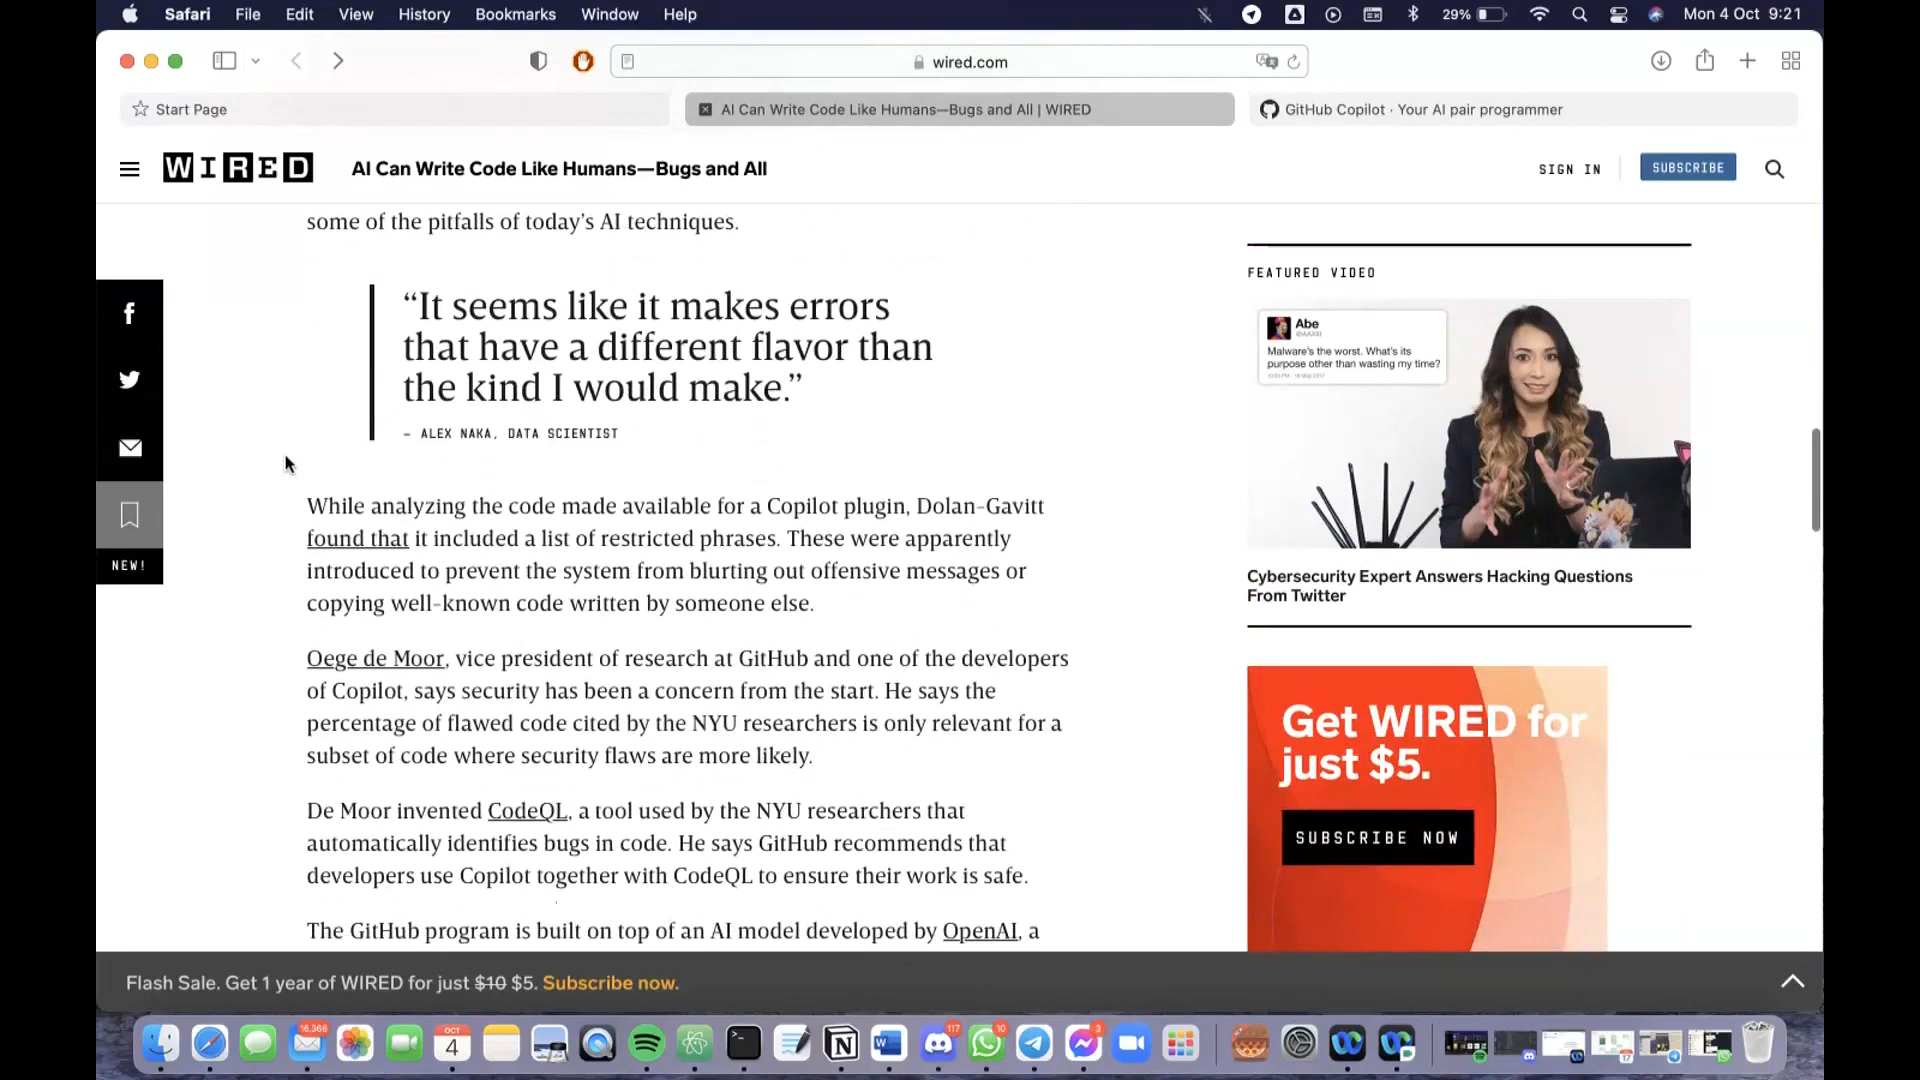 Safari File Edit View History Bookmarks Window Help 29% Mon 4 Oct 9:21
wired.com
Start Page
AI Can Write Code Like Humans—Bugs and All | WIRED
GitHub Copilot · Your AI pair programmer
WIRED
AI Can Write Code Like Humans—Bugs and All
SIGN IN
SUBSCRIBE
some of the pitfalls of today's AI techniques.
“It seems like it makes errors
that have a different flavor than
the kind I would make.”
– ALEX NAKA, DATA SCIENTIST
NEW!
While analyzing the code made available for a Copilot plugin, Dolan-Gavitt
found that it included a list of restricted phrases. These were apparently
introduced to prevent the system from blurting out offensive messages or
copying well-known code written by someone else.
Oege de Moor, vice president of research at GitHub and one of the developers
of Copilot, says security has been a concern from the start. He says the
percentage of flawed code cited by the NYU researchers is only relevant for a
subset of code where security flaws are more likely.
De Moor invented CodeQL, a tool used by the NYU researchers that
automatically identifies bugs in code. He says GitHub recommends that
developers use Copilot together with CodeQL to ensure their work is safe.
The GitHub program is built on top of an AI model developed by OpenAI, a
FEATURED VIDEO
Abe
Malware's the worst. What's its
purpose other than wasting my time?
Cybersecurity Expert Answers Hacking Questions
From Twitter
Get WIRED for
just $5.
SUBSCRIBE NOW
Flash Sale. Get 1 year of WIRED for just $10 $5. Subscribe now.
16,366
OCT
4
117
10
3
17